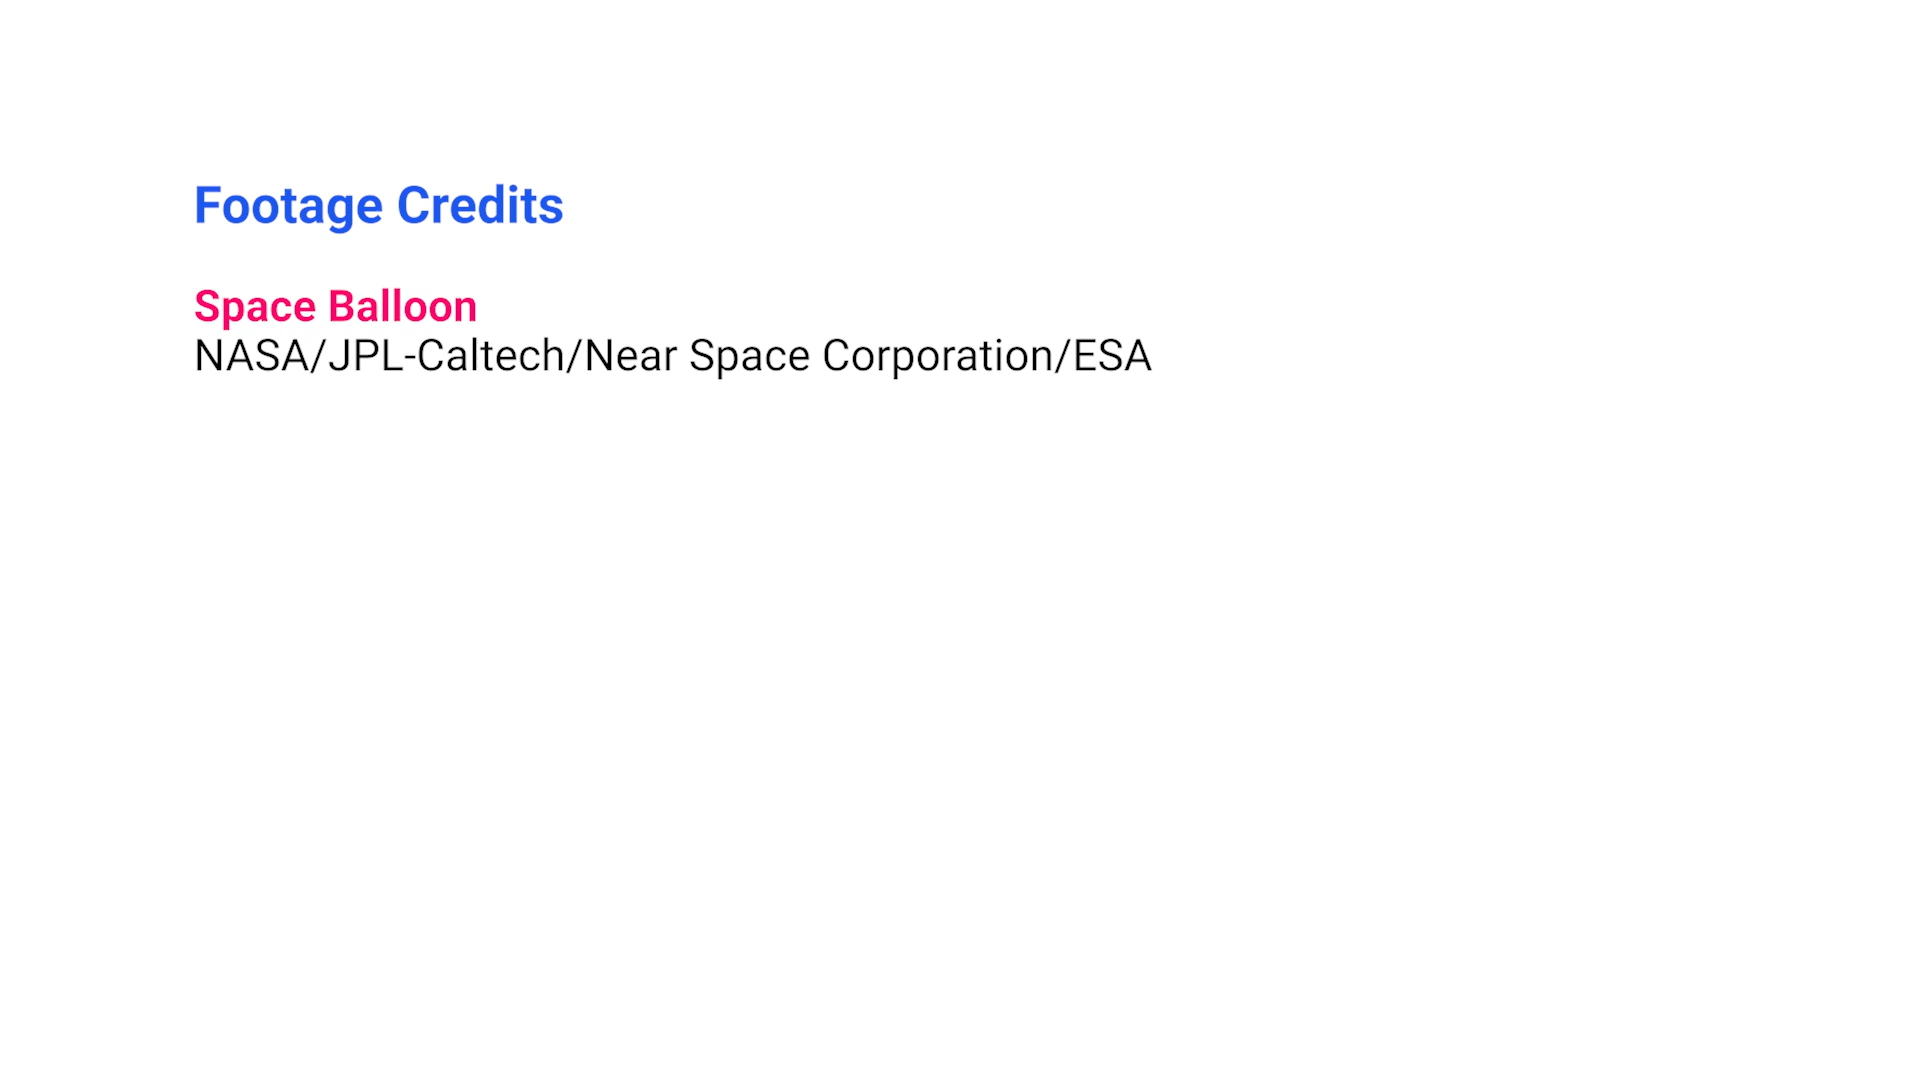 Footage Credits
Space Balloon
NASA/JPL-Caltech/Near Space Corporation/ESA